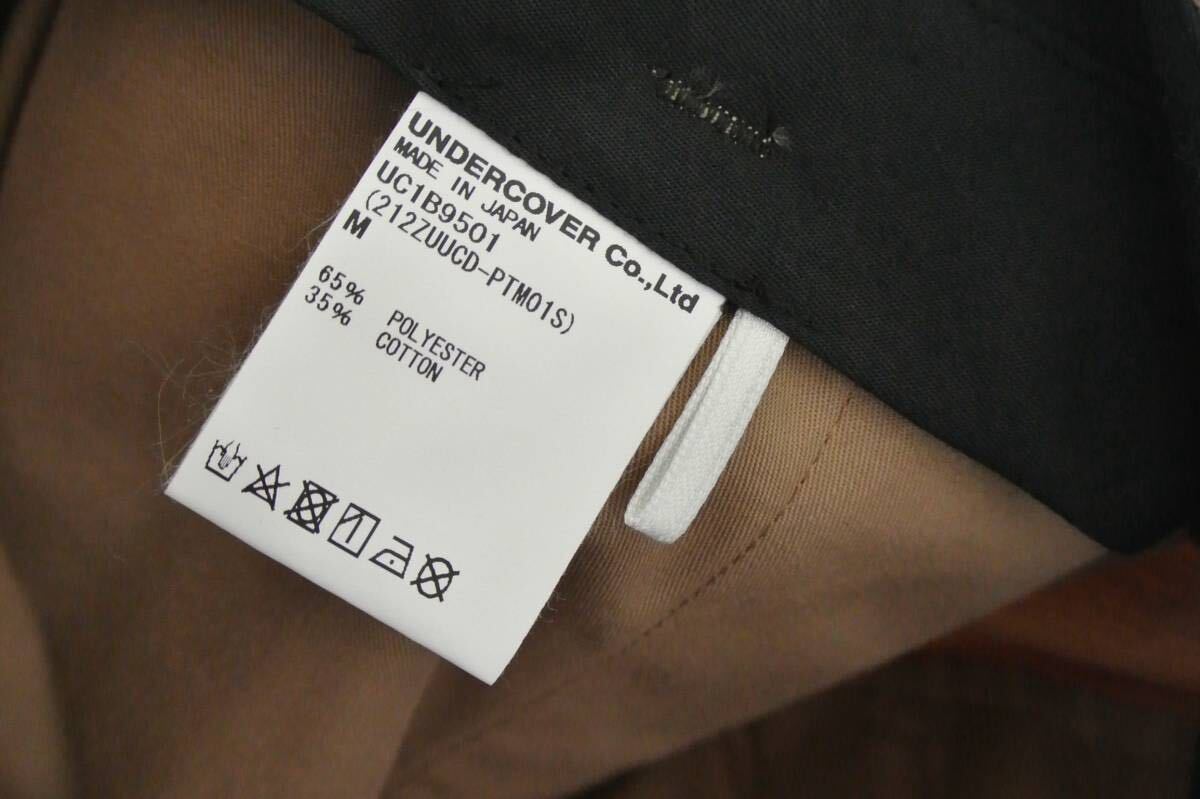 UNDERCOVER Co.,Ltd
MADE IN JAPAN
UC1B9501
(212ZUUCD-PTM01S)
M
65% POLYESTER
35% COTTON